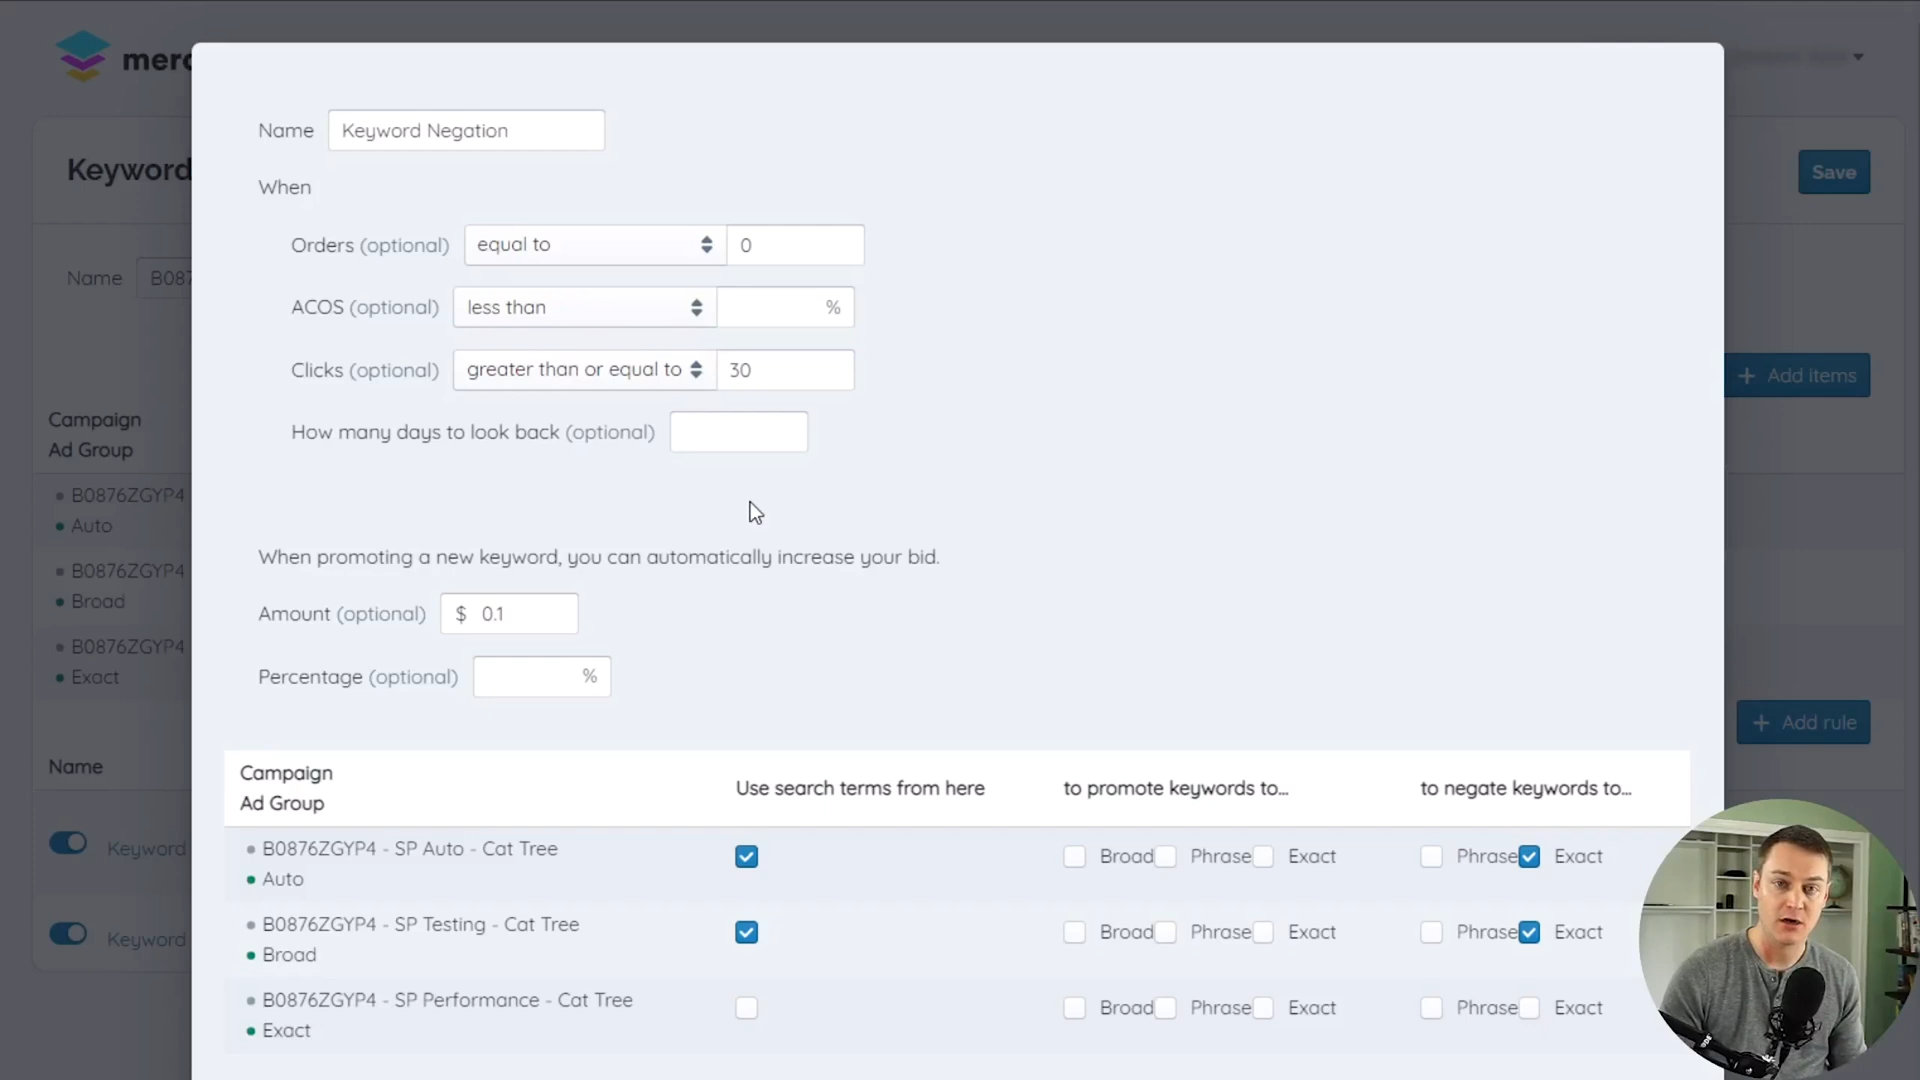 merc
Keyword
Save
Name B087
+ Add items
Campaign
Ad Group
B0876ZGYP4
Auto
B0876ZGYP4
Broad
B0876ZGYP4
Exact
+ Add rule
Name
Keyword
Keyword
Name Keyword Negation
When
Orders (optional) equal to 0
ACOS (optional) less than %
Clicks (optional) greater than or equal to 30
How many days to look back (optional)
When promoting a new keyword, you can automatically increase your bid.
Amount (optional) $ 0.1
Percentage (optional) %
Campaign
Ad Group
Use search terms from here to promote keywords to... to negate keywords to...
B0876ZGYP4 - SP Auto - Cat Tree
Auto
Broad Phrase Exact Phrase Exact
B0876ZGYP4 - SP Testing - Cat Tree
Broad
Broad Phrase Exact Phrase Exact
B0876ZGYP4 - SP Performance - Cat Tree
Exact
Broad Phrase Exact Phrase Exact